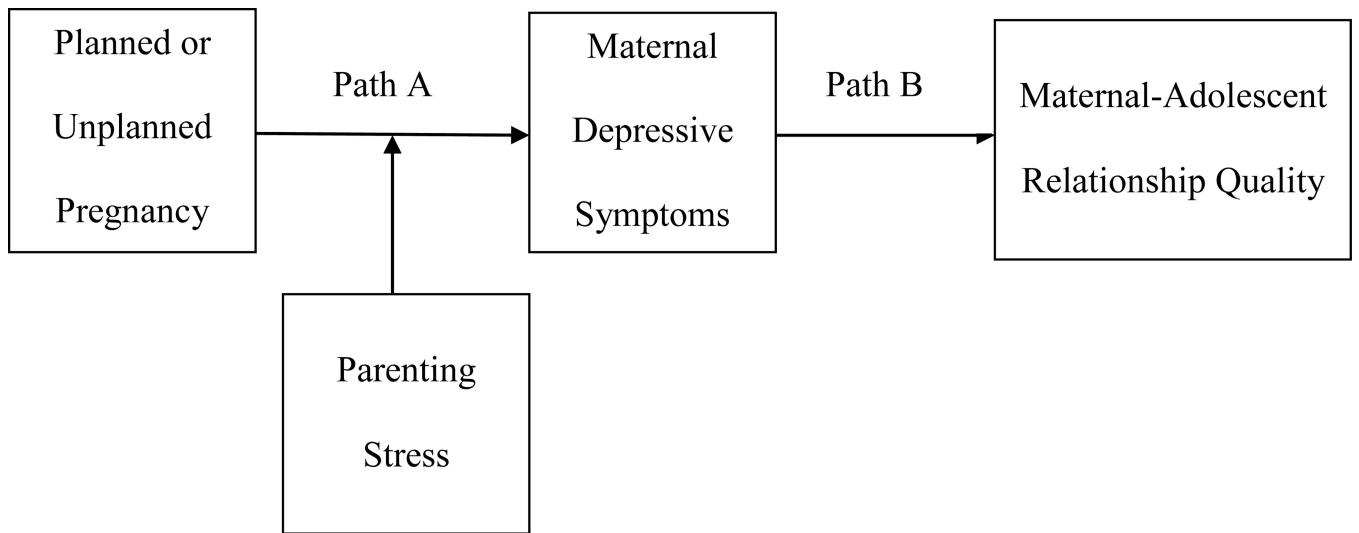 Planned or
Unplanned
Pregnancy
Path A
Maternal
Depressive
Symptoms
Path B
Maternal-Adolescent
Relationship Quality
Parenting
Stress